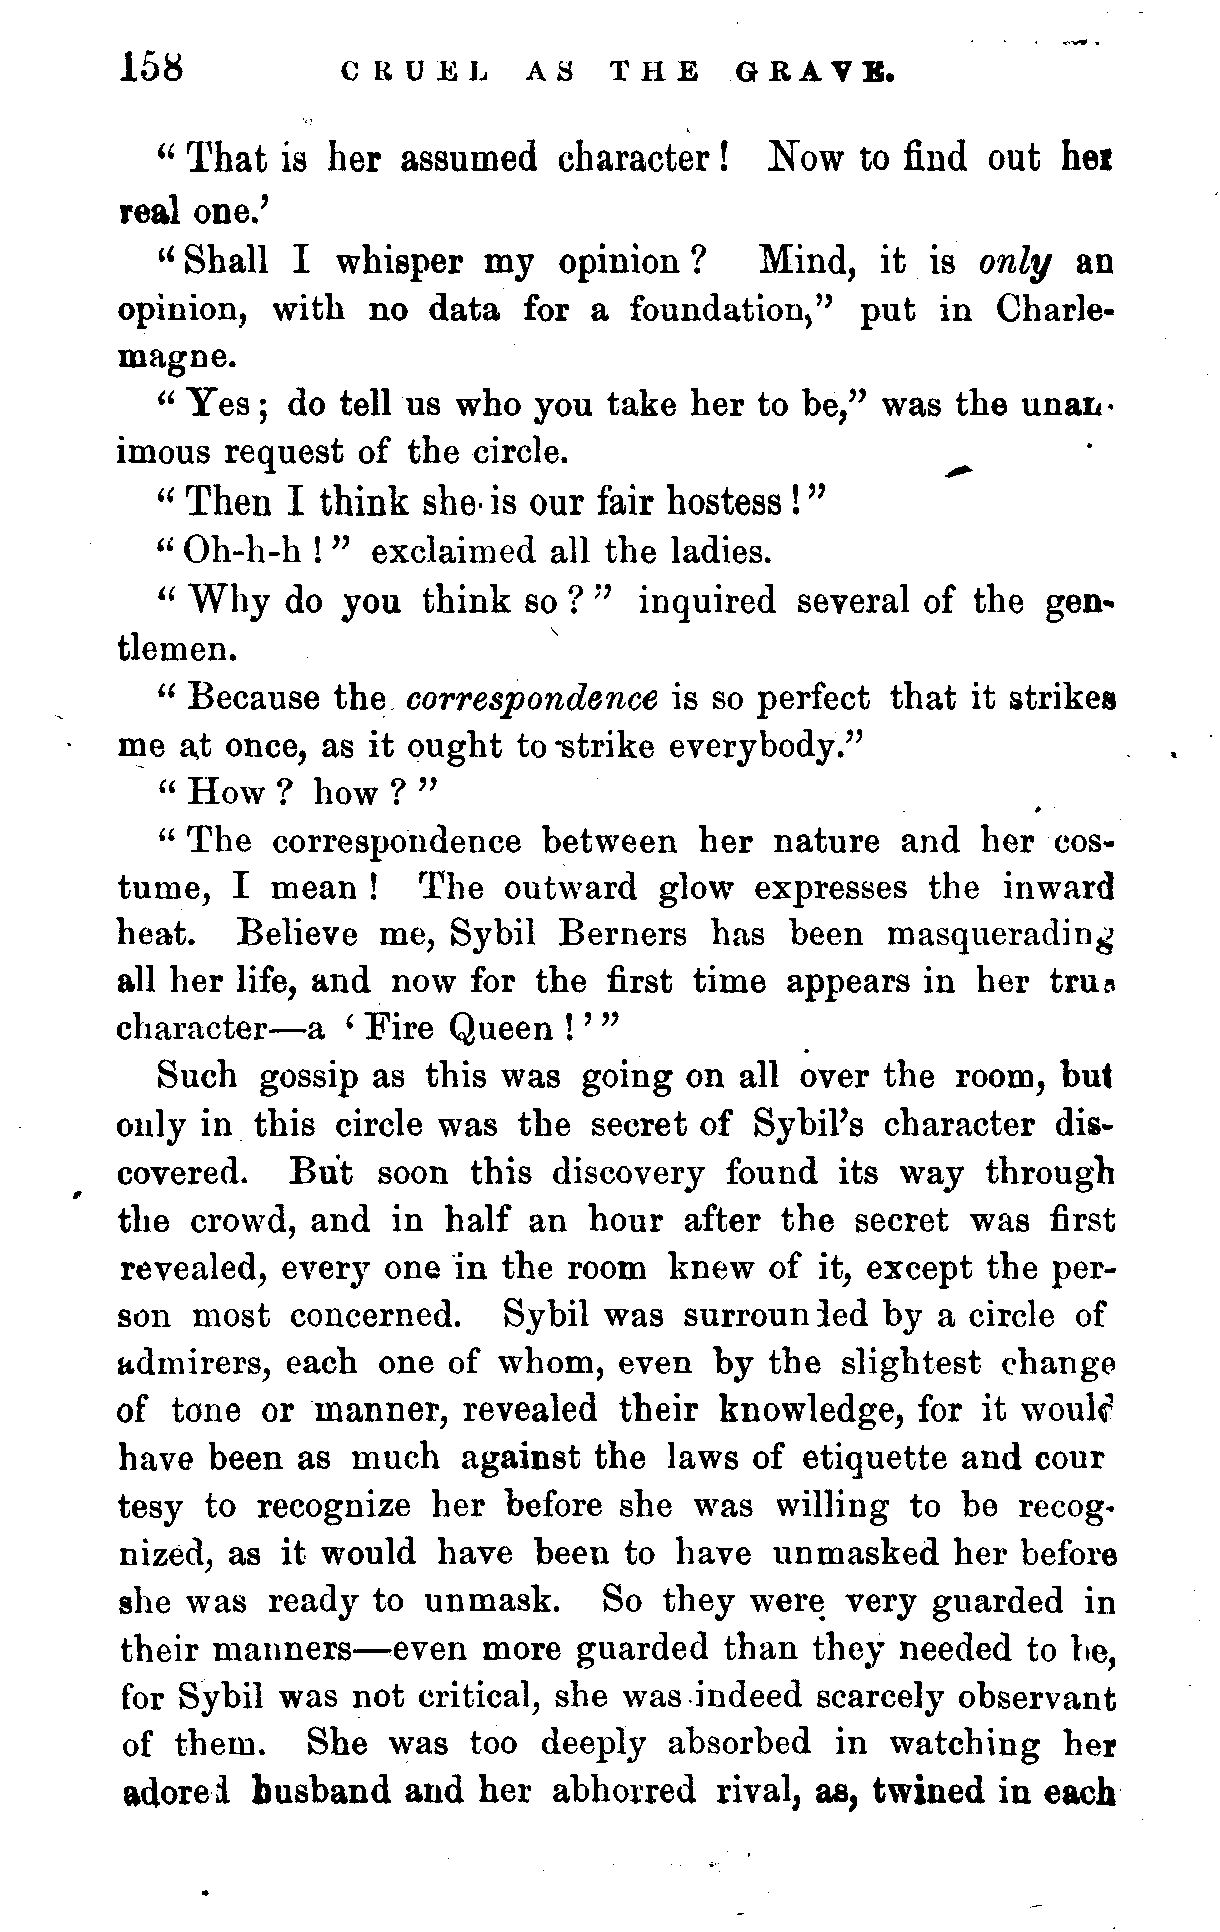 158 CRUEL AS THE GRAVE.
“That is her assumed character! Now to find out her
real one.’
“Shall I whisper my opinion? Mind, it is only an
opinion, with no data for a foundation,” put in Charle-
magne.
“Yes; do tell us who you take her to be,” was the unan-
imous request of the circle.
“Then I think she is our fair hostess!”
“Oh-h-h!” exclaimed all the ladies.
“Why do you think so?” inquired several of the gen-
tlemen.
“Because the correspondence is so perfect that it strikes
me at once, as it ought to strike everybody.”
“How? how?”
“The correspondence between her nature and her cos-
tume, I mean! The outward glow expresses the inward
heat. Believe me, Sybil Berners has been masquerading
all her life, and now for the first time appears in her true
character—a ‘Fire Queen!’”
Such gossip as this was going on all over the room, but
only in this circle was the secret of Sybil’s character dis-
covered. But soon this discovery found its way through
the crowd, and in half an hour after the secret was first
revealed, every one in the room knew of it, except the per-
son most concerned. Sybil was surrounded by a circle of
admirers, each one of whom, even by the slightest change
of tone or manner, revealed their knowledge, for it would
have been as much against the laws of etiquette and cour
tesy to recognize her before she was willing to be recog-
nized, as it would have been to have unmasked her before
she was ready to unmask. So they were very guarded in
their manners—even more guarded than they needed to be,
for Sybil was not critical, she was indeed scarcely observant
of them. She was too deeply absorbed in watching her
adored husband and her abhorred rival, as, twined in each